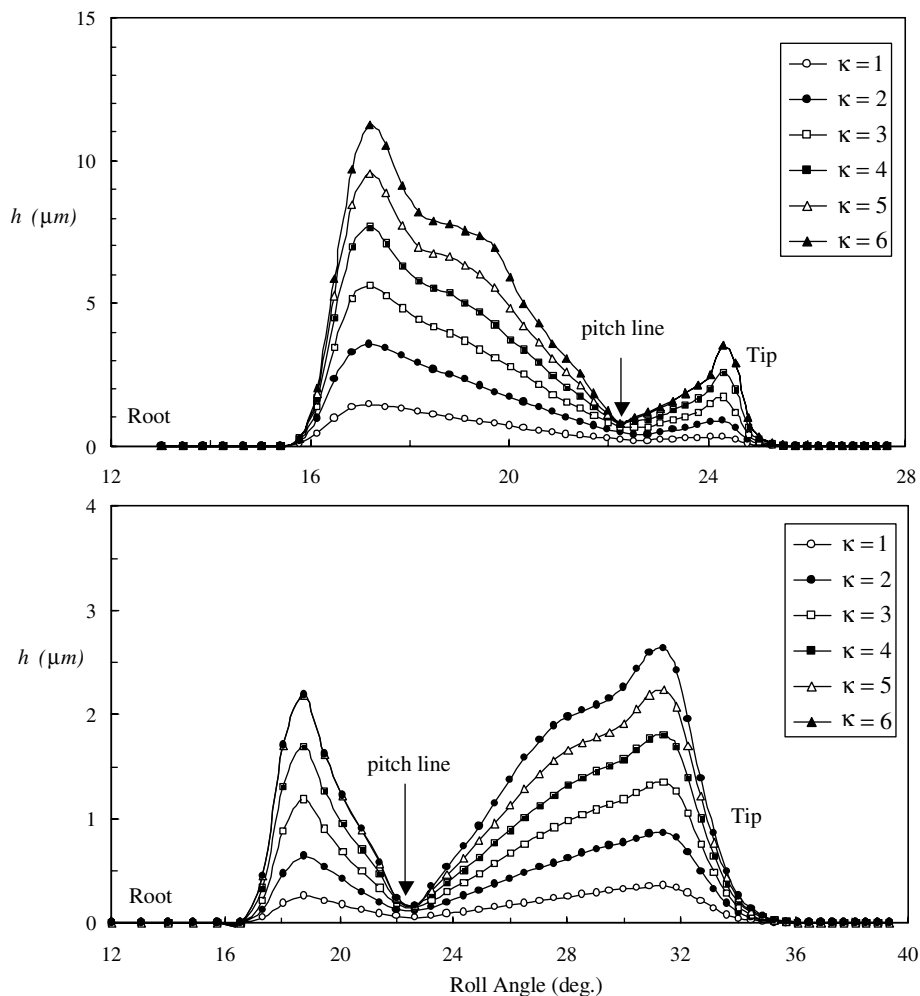 15
10
5
0
h (μm)
κ = 1
κ = 2
κ = 3
κ = 4
κ = 5
κ = 6
pitch line
Tip
Root
12 16 20 24 28
4
3
2
1
0
h (μm)
κ = 1
κ = 2
κ = 3
κ = 4
κ = 5
κ = 6
pitch line
Tip
Root
12 16 20 24 28 32 36 40
Roll Angle (deg.)